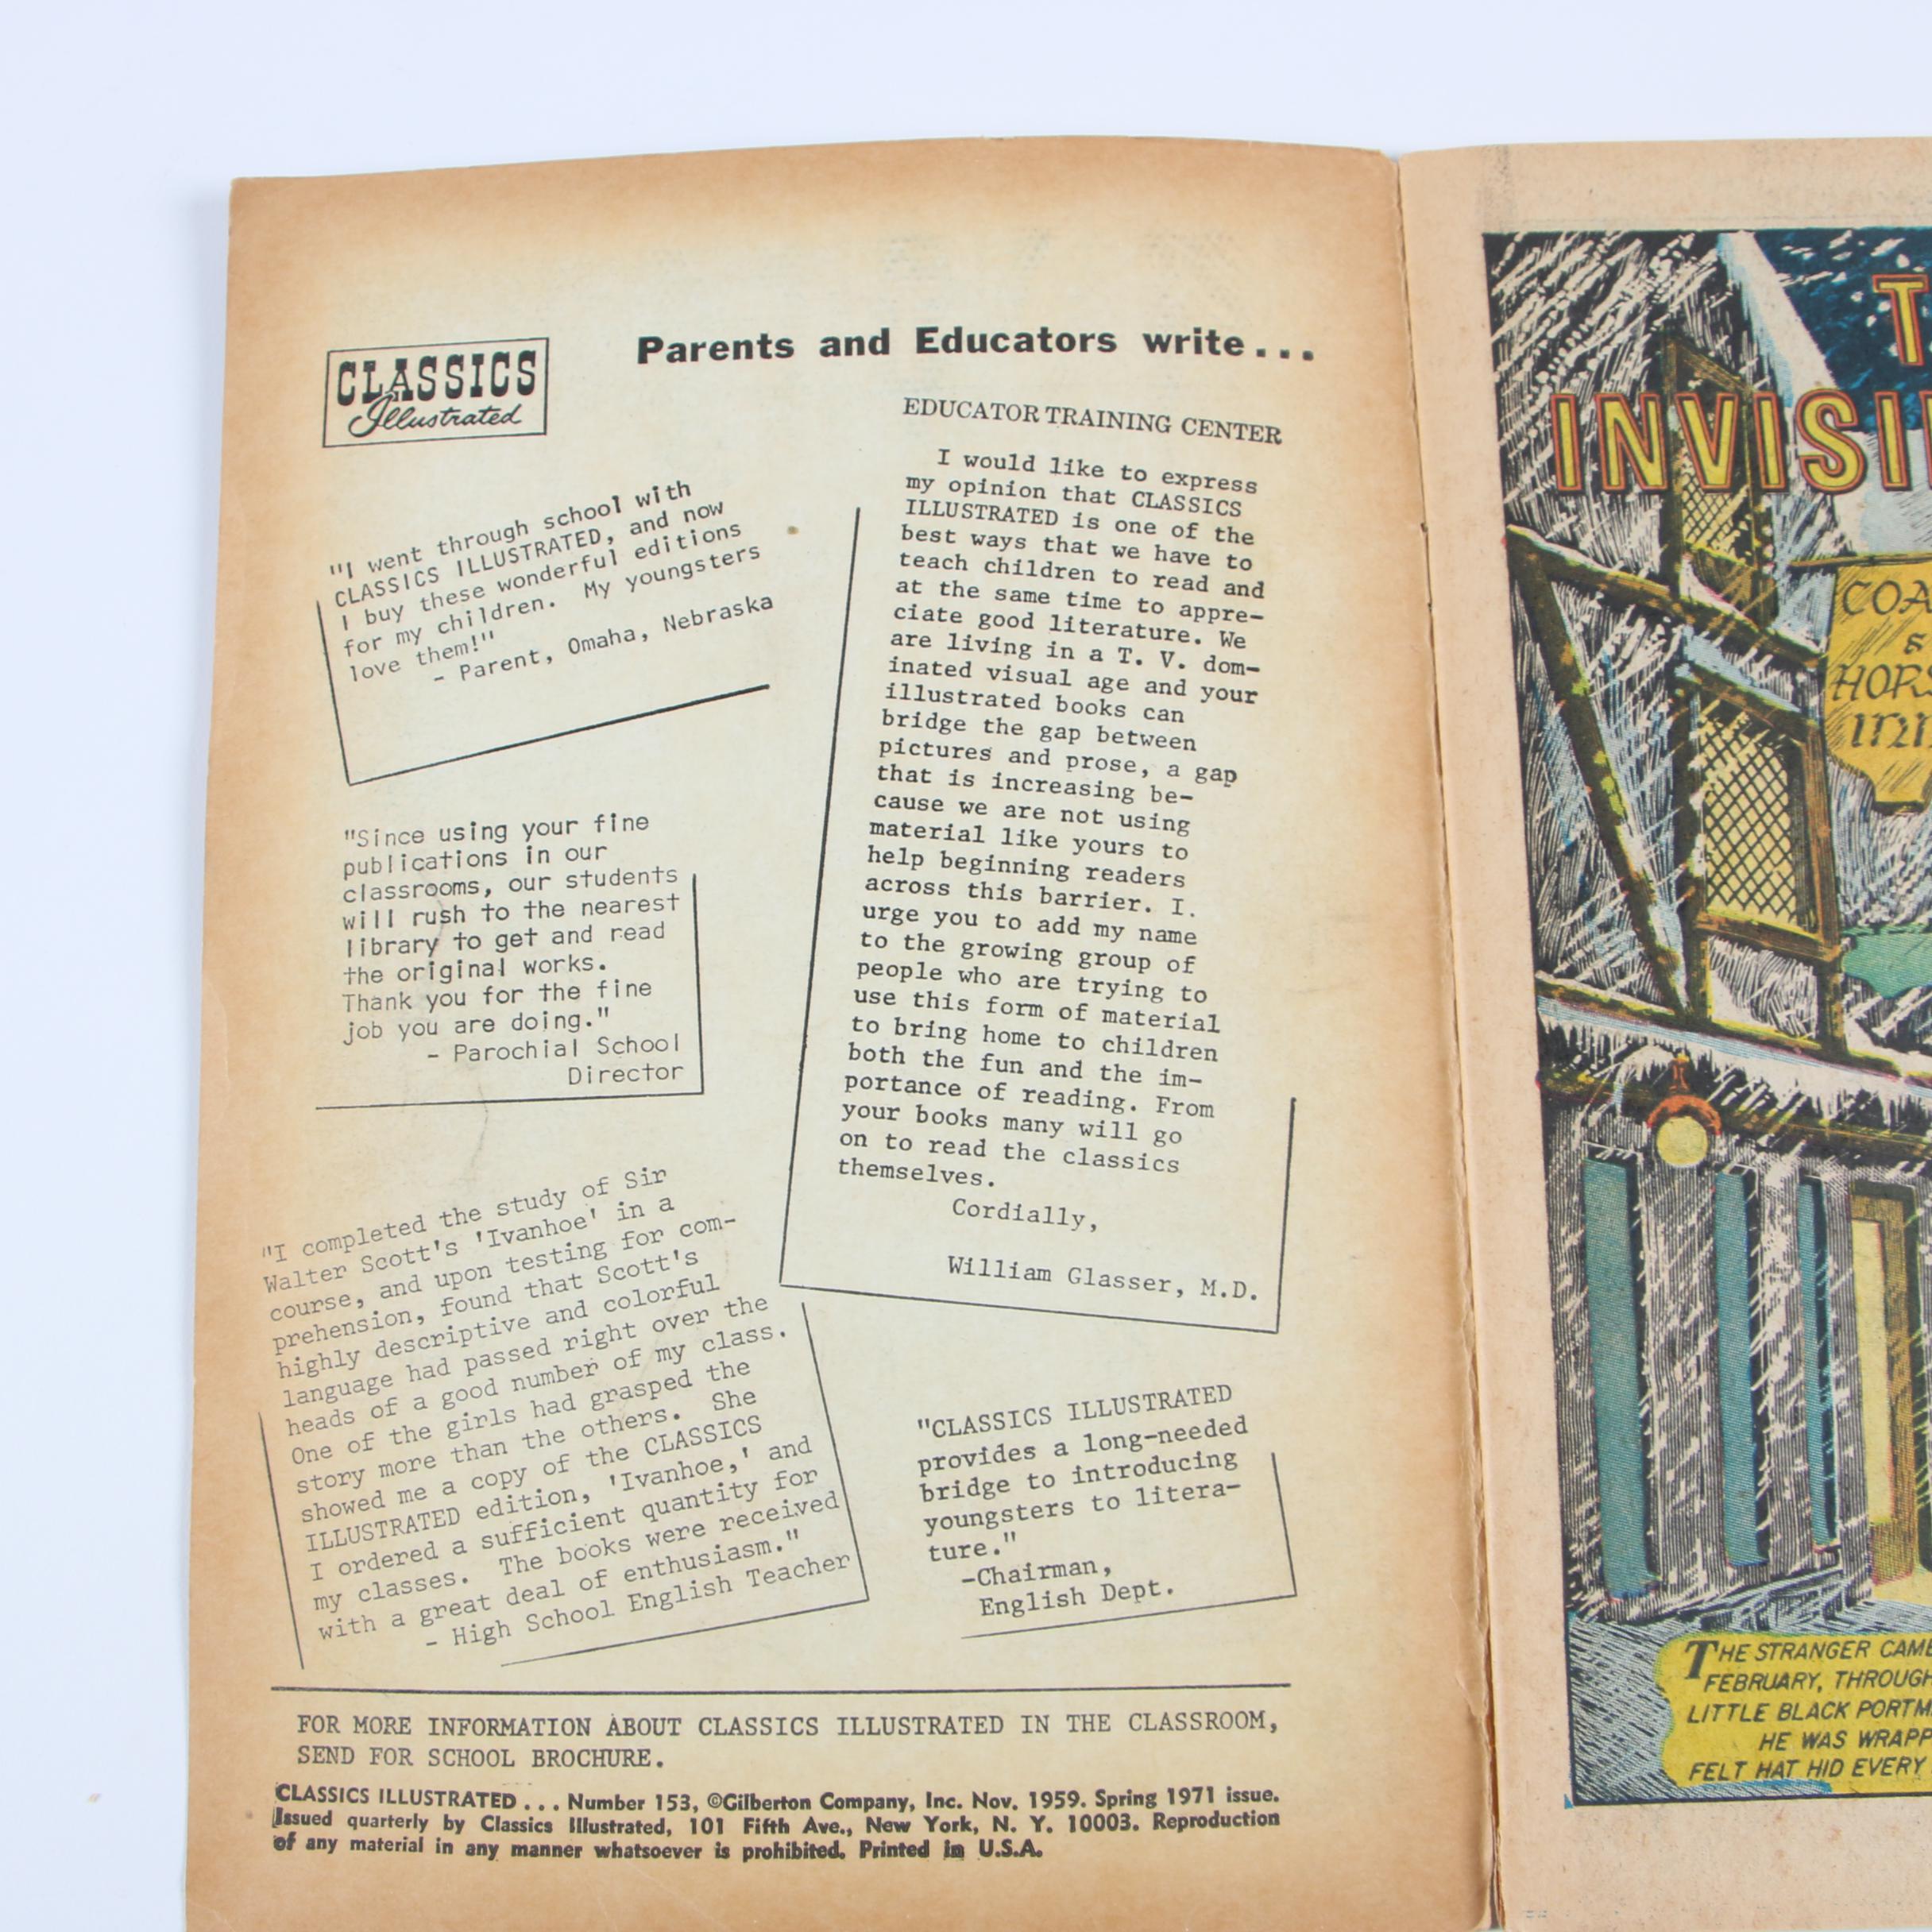 CLASSICS
Illustrated
Parents and Educators write...
"I went through school with
CLASSICS ILLUSTRATED, and now
I buy these wonderful editions
for my children. My youngsters
love them!"
- Parent, Omaha, Nebraska
"Since using your fine
publications in our
classrooms, our students
will rush to the nearest
library to get and read
the original works.
Thank you for the fine
job you are doing."
- Parochial School
Director
"I completed the study of Sir
Walter Scott's 'Ivanhoe' in a
course, and upon testing for com-
prehension, found that Scott's
highly descriptive and colorful
language had passed right over the
heads of a good number of my class.
One of the girls had grasped the
story more than the others. She
showed me a copy of the CLASSICS
ILLUSTRATED edition, 'Ivanhoe,' and
I ordered a sufficient quantity for
my classes. The books were received
with a great deal of enthusiasm."
- High School English Teacher
EDUCATOR TRAINING CENTER
I would like to express
my opinion that CLASSICS
ILLUSTRATED is one of the
best ways that we have to
teach children to read and
at the same time to appre-
ciate good literature. We
are living in a T. V. dom-
inated visual age and your
illustrated books can
bridge the gap between
pictures and prose, a gap
that is increasing be-
cause we are not using
material like yours to
help beginning readers
across this barrier. I.
urge you to add my name
to the growing group of
people who are trying to
use this form of material
to bring home to children
both the fun and the im-
portance of reading. From
your books many will go
on to read the classics
themselves.
Cordially,
William Glasser, M.D.
"CLASSICS ILLUSTRATED
provides a long-needed
bridge to introducing
youngsters to litera-
ture."
-Chairman,
English Dept.
FOR MORE INFORMATION ABOUT CLASSICS ILLUSTRATED IN THE CLASSROOM,
SEND FOR SCHOOL BROCHURE.
CLASSICS ILLUSTRATED . . . Number 153, ©Gilberton Company, Inc. Nov. 1959. Spring 1971 issue.
Issued quarterly by Classics Illustrated, 101 Fifth Ave., New York, N. Y. 10003. Reproduction
of any material in any manner whatsoever is prohibited. Printed in U.S.A.
T
INVISI
COA
&
HORS
INN
THE STRANGER CAME
FEBRUARY, THROUGH
LITTLE BLACK PORTM
HE WAS WRAPP
FELT HAT HID EVERY